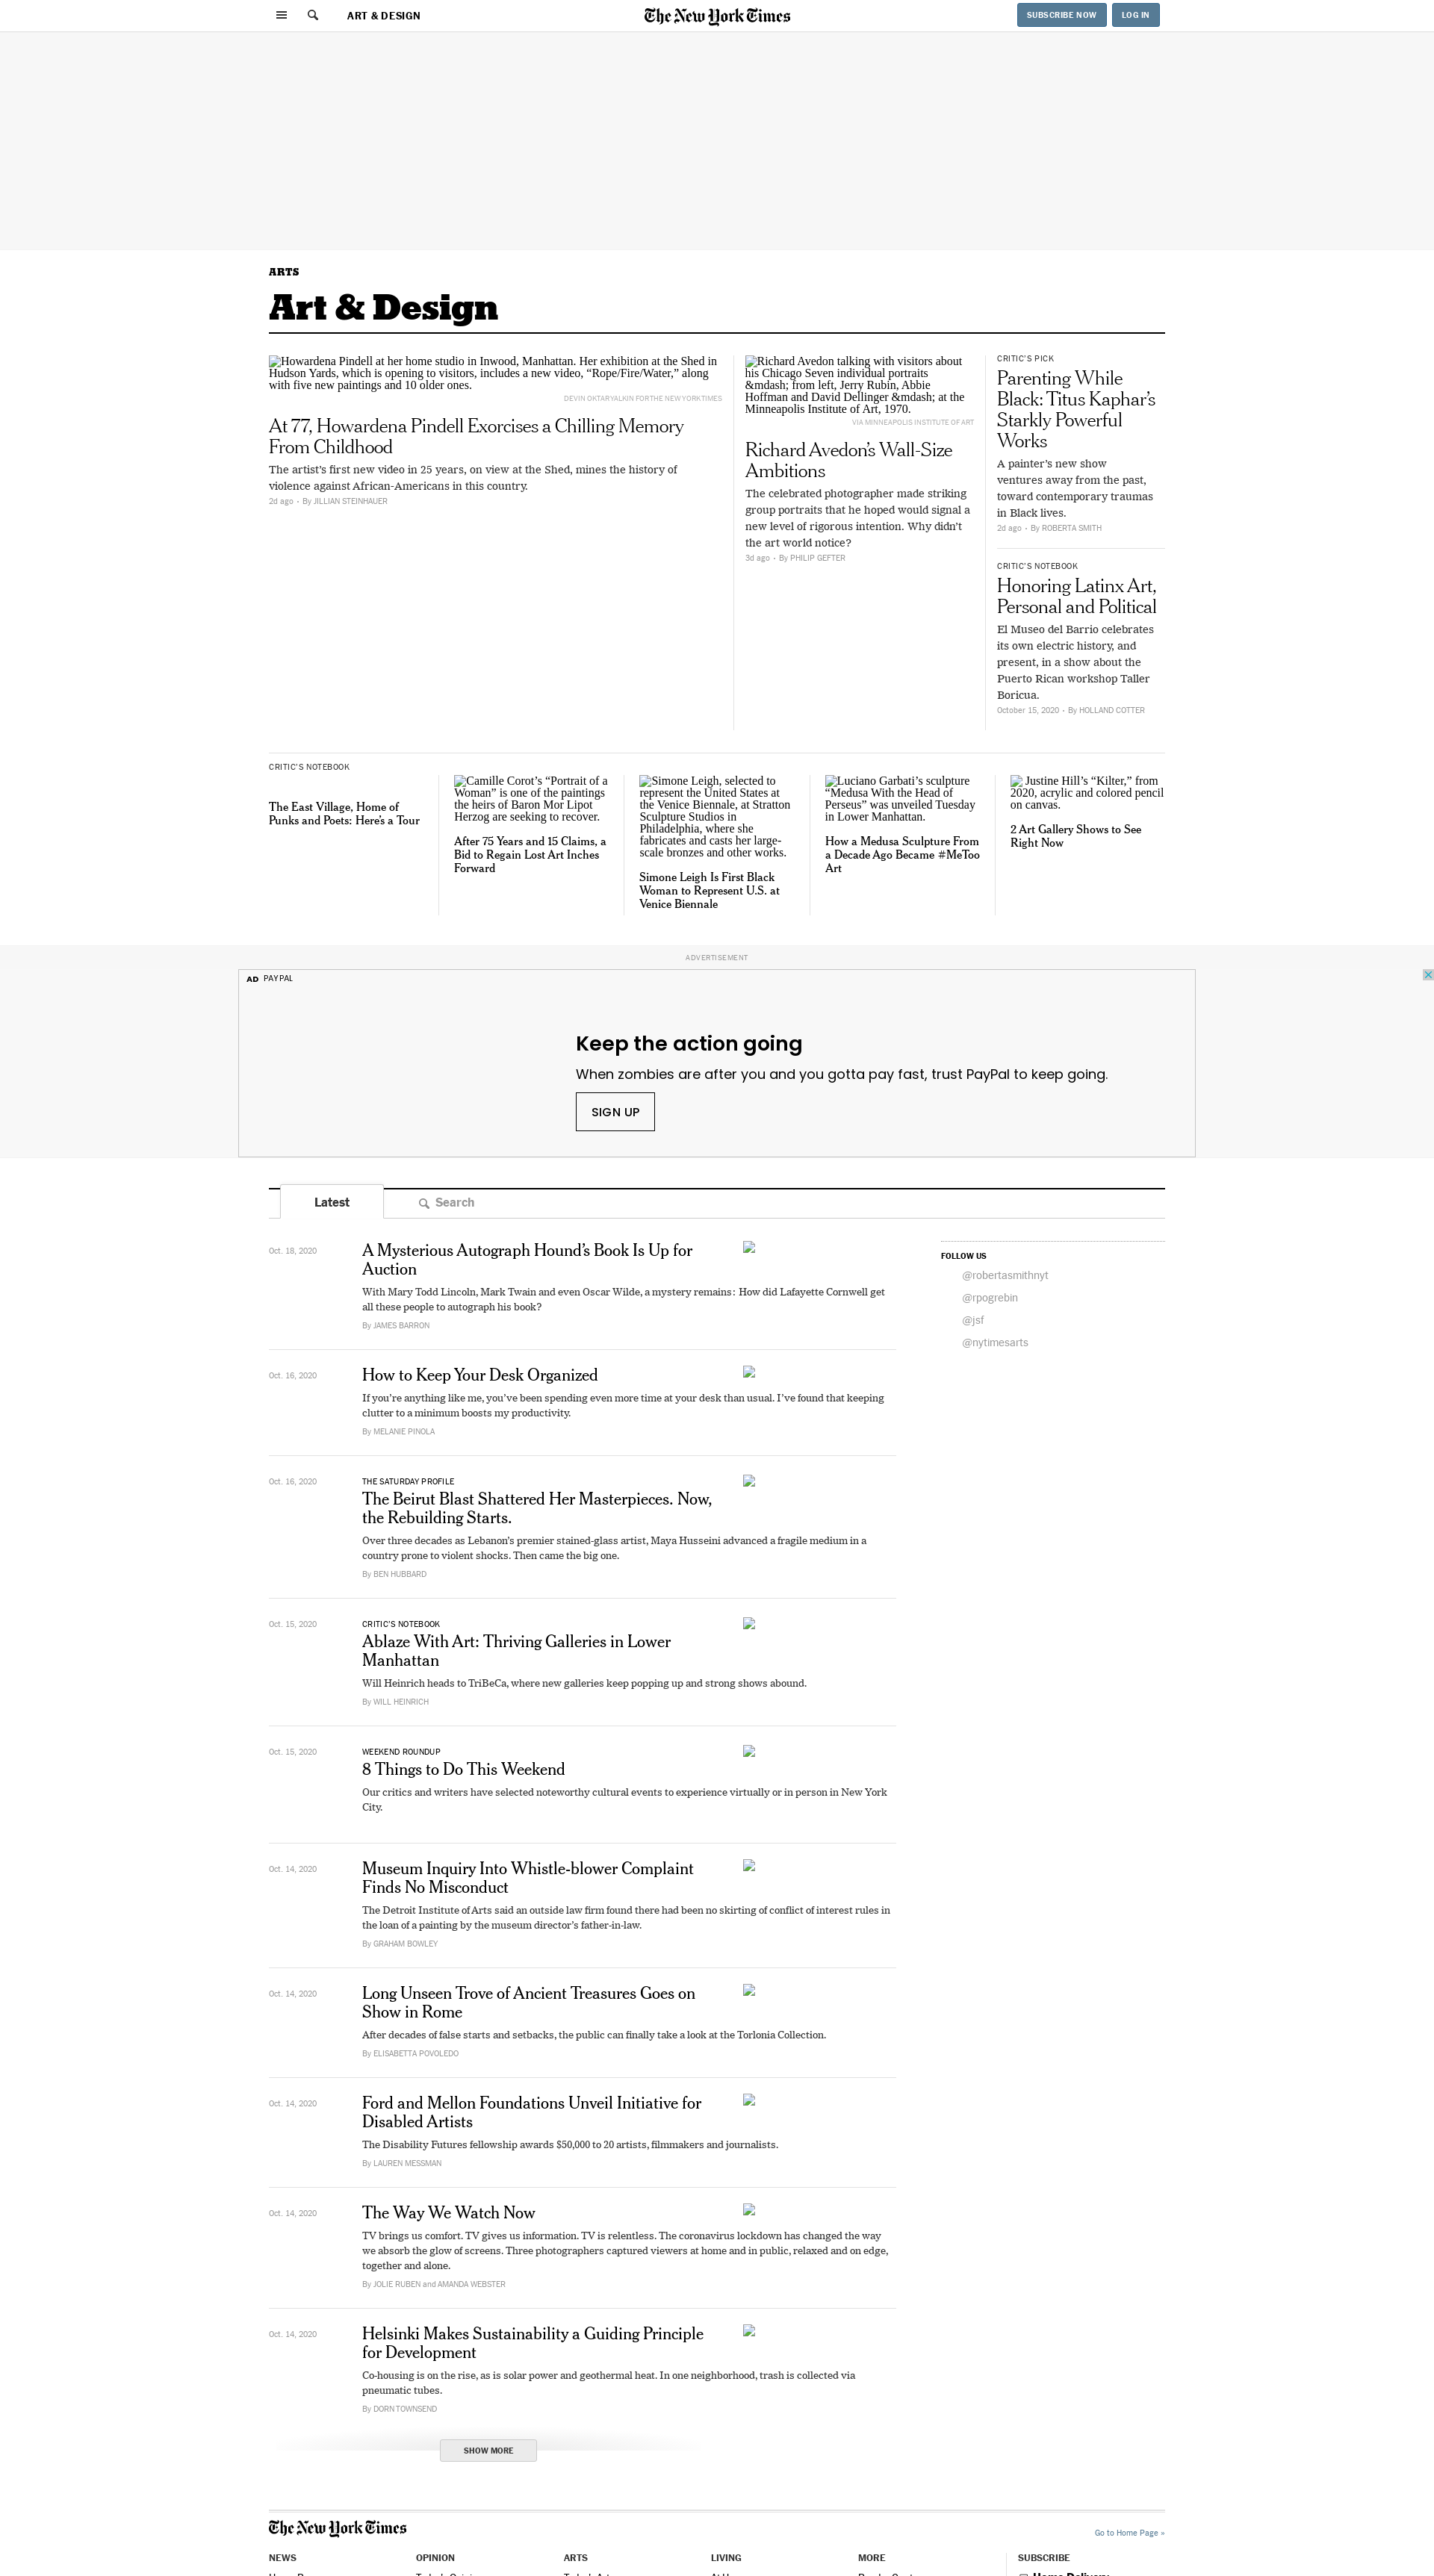 ART & DESIGN
The New York Times
SUBSCRIBE NOW
LOG IN
ARTS
Art & Design
Howardena Pindell at her home studio in Inwood, Manhattan. Her exhibition at the Shed in
Hudson Yards, which is opening to visitors, includes a new video, “Rope/Fire/Water,” along
with five new paintings and 10 older ones.
DEVIN OKTAR YALKIN FOR THE NEW YORK TIMES
At 77, Howardena Pindell Exorcises a Chilling Memory
From Childhood
The artist’s first new video in 25 years, on view at the Shed, mines the history of
violence against African-Americans in this country.
2d ago • By JILLIAN STEINHAUER
Richard Avedon talking with visitors about
his Chicago Seven individual portraits
&mdash; from left, Jerry Rubin, Abbie
Hoffman and David Dellinger &mdash; at the
Minneapolis Institute of Art, 1970.
VIA MINNEAPOLIS INSTITUTE OF ART
Richard Avedon’s Wall-Size
Ambitions
The celebrated photographer made striking
group portraits that he hoped would signal a
new level of rigorous intention. Why didn’t
the art world notice?
3d ago • By PHILIP GEFTER
CRITIC’S PICK
Parenting While
Black: Titus Kaphar’s
Starkly Powerful
Works
A painter’s new show
ventures away from the past,
toward contemporary traumas
in Black lives.
2d ago • By ROBERTA SMITH
CRITIC’S NOTEBOOK
Honoring Latinx Art,
Personal and Political
El Museo del Barrio celebrates
its own electric history, and
present, in a show about the
Puerto Rican workshop Taller
Boricua.
October 15, 2020 • By HOLLAND COTTER
CRITIC’S NOTEBOOK
The East Village, Home of
Punks and Poets: Here’s a Tour
Camille Corot’s “Portrait of a
Woman” is one of the paintings
the heirs of Baron Mor Lipot
Herzog are seeking to recover.
After 75 Years and 15 Claims, a
Bid to Regain Lost Art Inches
Forward
Simone Leigh, selected to
represent the United States at
the Venice Biennale, at Stratton
Sculpture Studios in
Philadelphia, where she
fabricates and casts her large-
scale bronzes and other works.
Simone Leigh Is First Black
Woman to Represent U.S. at
Venice Biennale
Luciano Garbati’s sculpture
“Medusa With the Head of
Perseus” was unveiled Tuesday
in Lower Manhattan.
How a Medusa Sculpture From
a Decade Ago Became #MeToo
Art
Justine Hill’s “Kilter,” from
2020, acrylic and colored pencil
on canvas.
2 Art Gallery Shows to See
Right Now
ADVERTISEMENT
AD PAYPAL
Keep the action going
When zombies are after you and you gotta pay fast, trust PayPal to keep going.
SIGN UP
Latest
Search
Oct. 18, 2020
A Mysterious Autograph Hound’s Book Is Up for
Auction
With Mary Todd Lincoln, Mark Twain and even Oscar Wilde, a mystery remains: How did Lafayette Cornwell get
all these people to autograph his book?
By JAMES BARRON
FOLLOW US
@robertasmithnyt
@rpogrebin
@jsf
@nytimesarts
Oct. 16, 2020
How to Keep Your Desk Organized
If you’re anything like me, you’ve been spending even more time at your desk than usual. I’ve found that keeping
clutter to a minimum boosts my productivity.
By MELANIE PINOLA
Oct. 16, 2020
THE SATURDAY PROFILE
The Beirut Blast Shattered Her Masterpieces. Now,
the Rebuilding Starts.
Over three decades as Lebanon’s premier stained-glass artist, Maya Husseini advanced a fragile medium in a
country prone to violent shocks. Then came the big one.
By BEN HUBBARD
Oct. 15, 2020
CRITIC’S NOTEBOOK
Ablaze With Art: Thriving Galleries in Lower
Manhattan
Will Heinrich heads to TriBeCa, where new galleries keep popping up and strong shows abound.
By WILL HEINRICH
Oct. 15, 2020
WEEKEND ROUNDUP
8 Things to Do This Weekend
Our critics and writers have selected noteworthy cultural events to experience virtually or in person in New York
City.
Oct. 14, 2020
Museum Inquiry Into Whistle-blower Complaint
Finds No Misconduct
The Detroit Institute of Arts said an outside law firm found there had been no skirting of conflict of interest rules in
the loan of a painting by the museum director’s father-in-law.
By GRAHAM BOWLEY
Oct. 14, 2020
Long Unseen Trove of Ancient Treasures Goes on
Show in Rome
After decades of false starts and setbacks, the public can finally take a look at the Torlonia Collection.
By ELISABETTA POVOLEDO
Oct. 14, 2020
Ford and Mellon Foundations Unveil Initiative for
Disabled Artists
The Disability Futures fellowship awards $50,000 to 20 artists, filmmakers and journalists.
By LAUREN MESSMAN
Oct. 14, 2020
The Way We Watch Now
TV brings us comfort. TV gives us information. TV is relentless. The coronavirus lockdown has changed the way
we absorb the glow of screens. Three photographers captured viewers at home and in public, relaxed and on edge,
together and alone.
By JOLIE RUBEN and AMANDA WEBSTER
Oct. 14, 2020
Helsinki Makes Sustainability a Guiding Principle
for Development
Co-housing is on the rise, as is solar power and geothermal heat. In one neighborhood, trash is collected via
pneumatic tubes.
By DORN TOWNSEND
SHOW MORE
The New York Times
Go to Home Page »
NEWS
OPINION
ARTS
LIVING
MORE
SUBSCRIBE